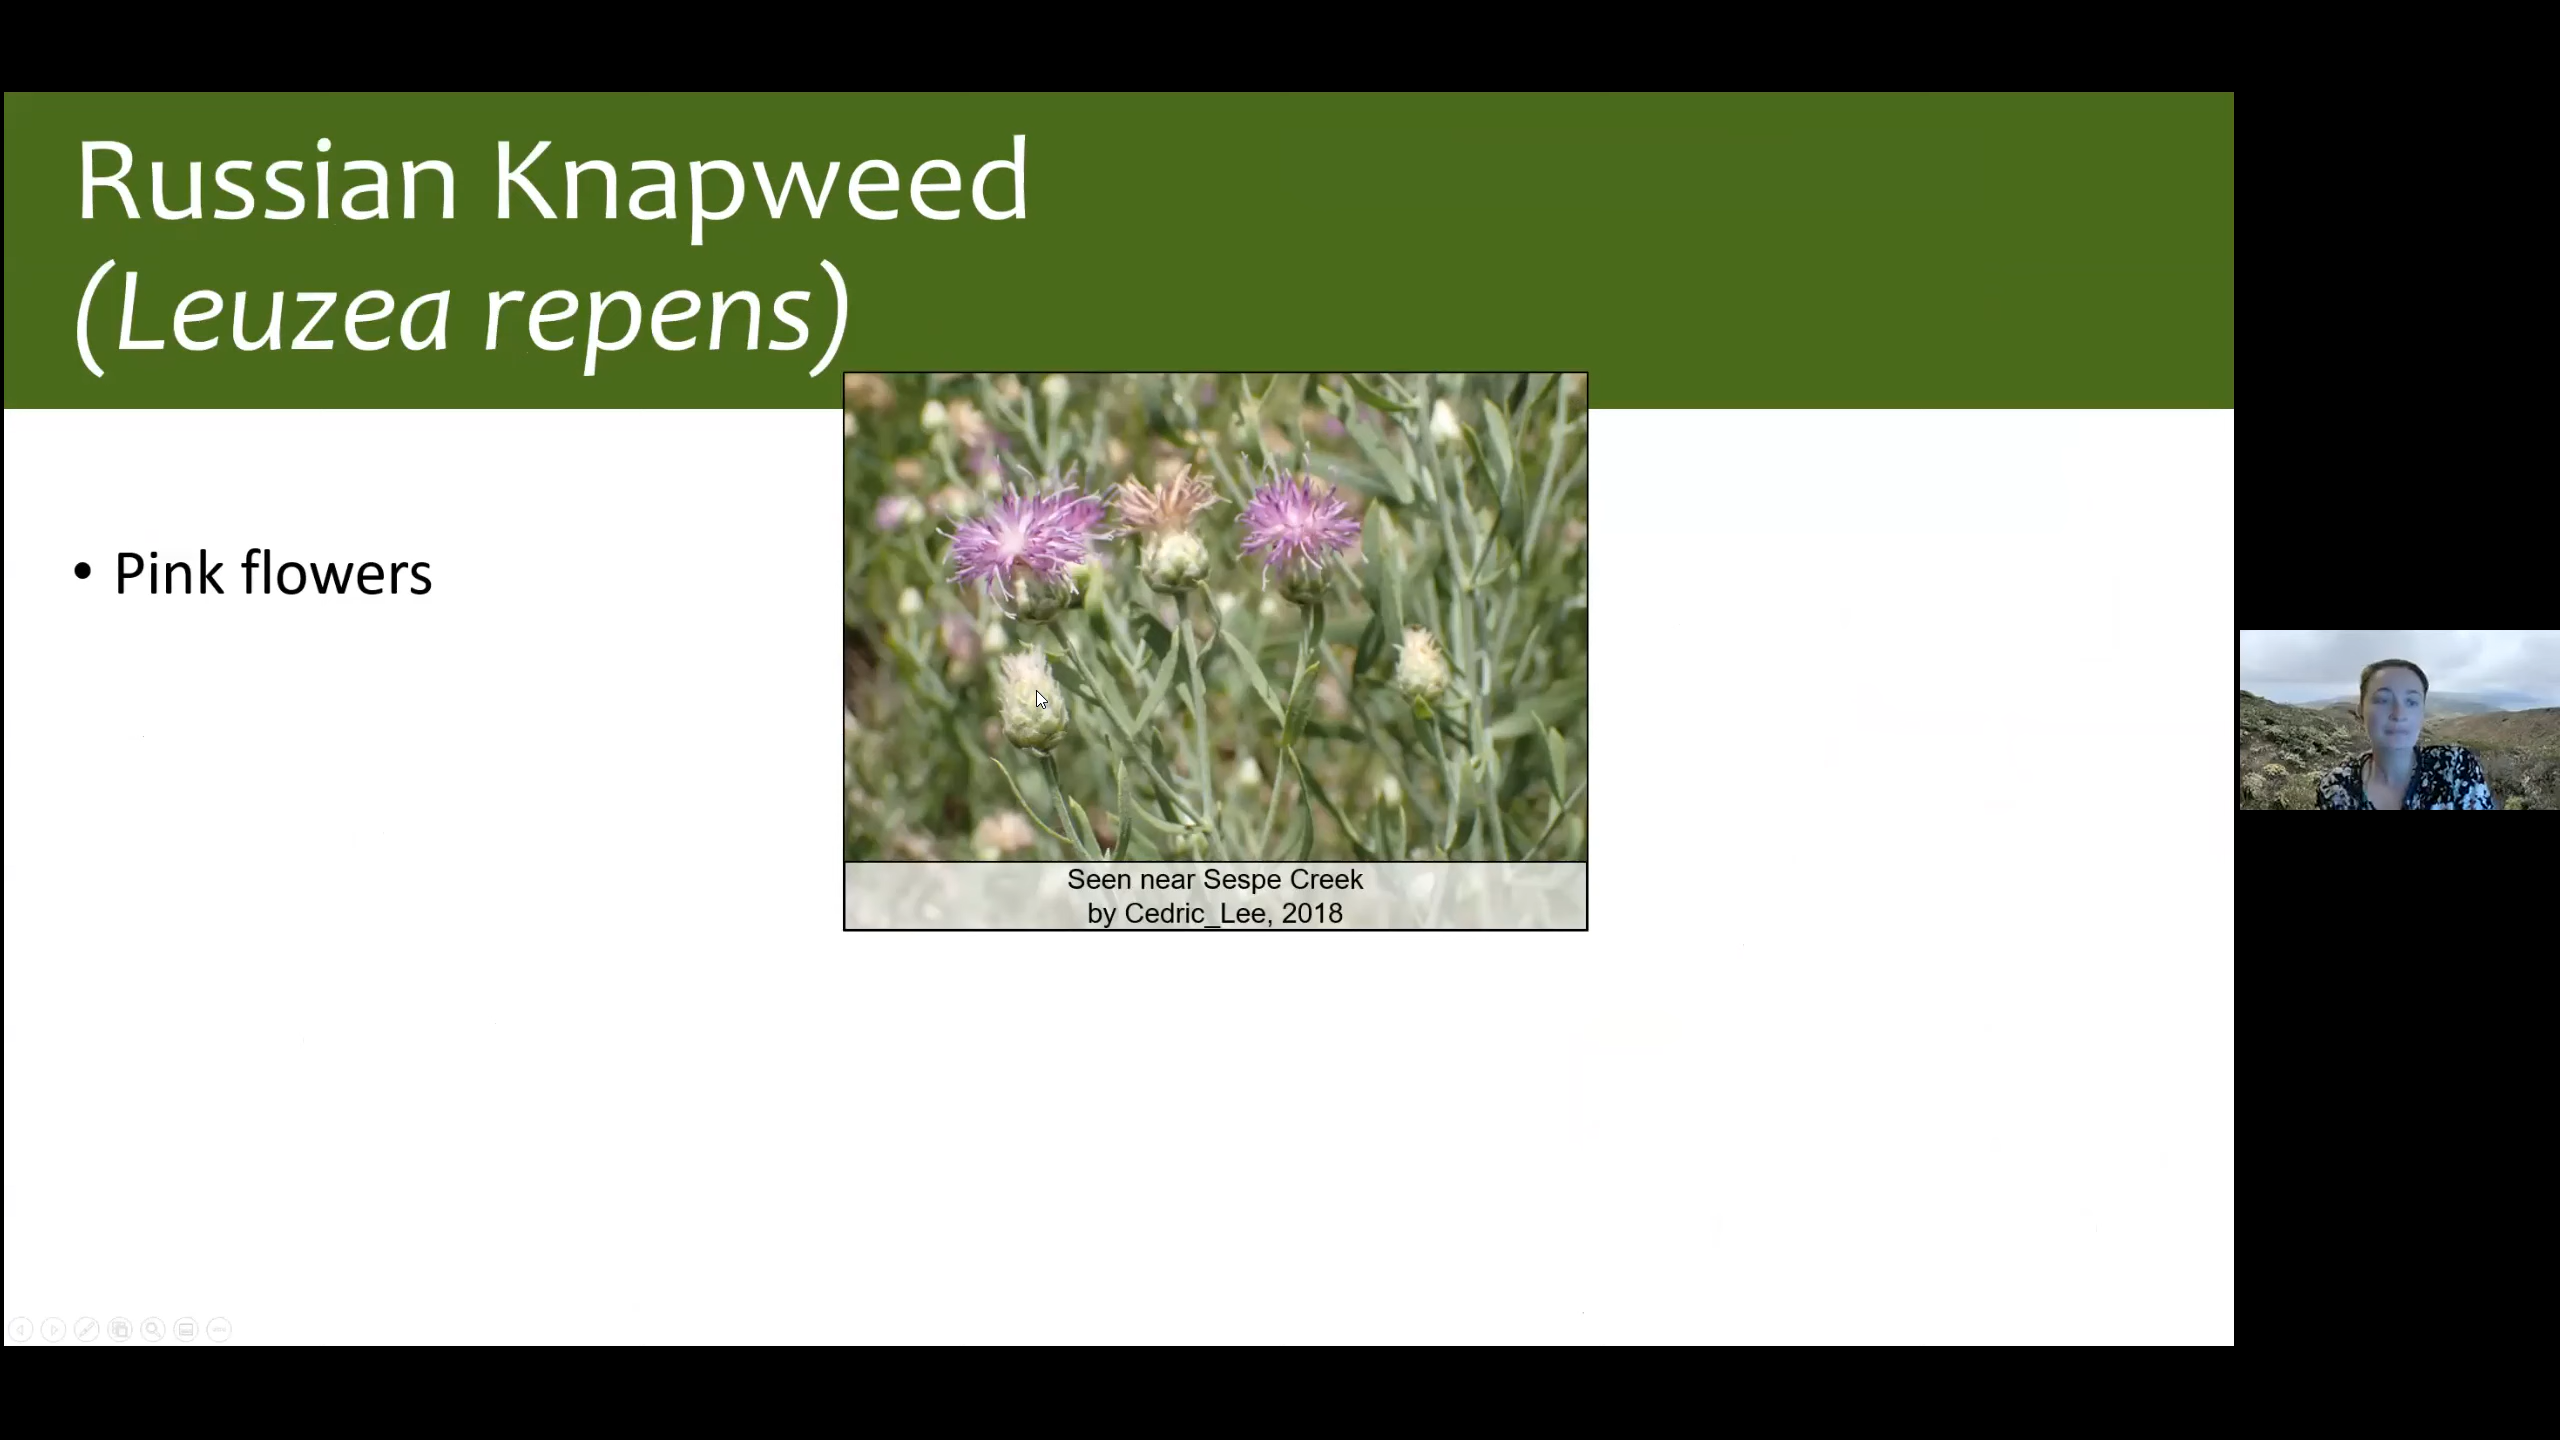 Russian Knapweed
(Leuzea repens)
• Pink flowers
Seen near Sespe Creek
by Cedric_Lee, 2018